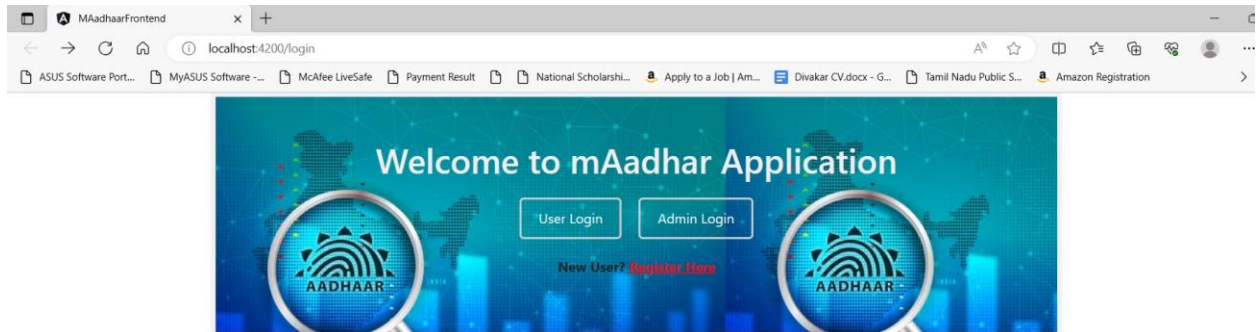 MAadhaarFrontend
localhost:4200/login
ASUS Software Port... MyASUS Software -... McAfee LiveSafe Payment Result National Scholarshi... Apply to a Job | Am... Divakar CV.docx - G... Tamil Nadu Public S... Amazon Registration
Welcome to mAadhar Application
User Login Admin Login
New User? Register Here
AADHAAR AADHAAR